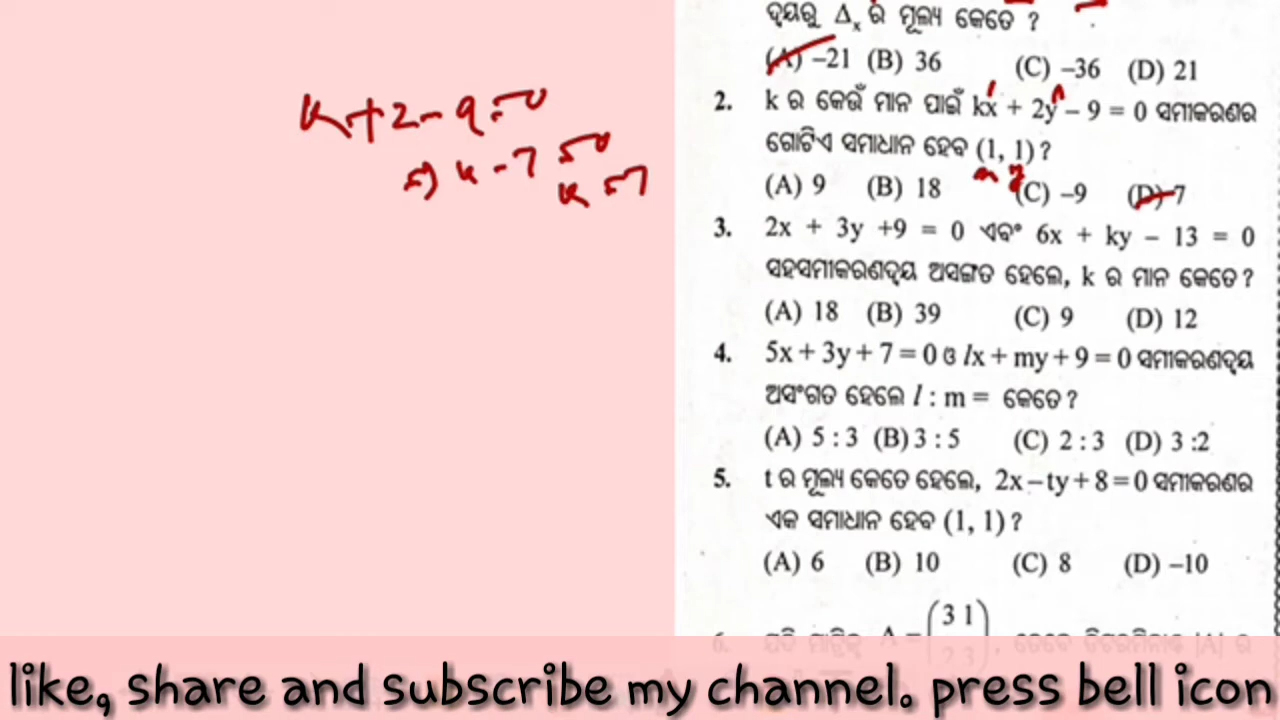 k + 2 - 9 = 0
⇒ k - 7 = 0
k = 7
ଦ୍ୱୟରୁ Δx ର ମୂଲ୍ୟ କେତେ ?
(A) –21 (B) 36 (C) –36 (D) 21
2. k ର କେଉଁ ମାନ ପାଇଁ kx + 2y – 9 = 0 ସମୀକରଣର
ଗୋଟିଏ ସମାଧାନ ହେବ (1, 1) ?
(A) 9 (B) 18 (C) –9 (D) 7
3. 2x + 3y +9 = 0 ଏବଂ 6x + ky – 13 = 0
ସହସମୀକରଣଦ୍ୱୟ ଅସଙ୍ଗତ ହେଲେ, k ର ମାନ କେତେ ?
(A) 18 (B) 39 (C) 9 (D) 12
4. 5x + 3y + 7 = 0 ଓ lx + my + 9 = 0 ସମୀକରଣଦ୍ୱୟ
ଅସଂଗତ ହେଲେ l : m = କେତେ ?
(A) 5 : 3 (B) 3 : 5 (C) 2 : 3 (D) 3 :2
5. t ର ମୂଲ୍ୟ କେତେ ହେଲେ, 2x – ty + 8 = 0 ସମୀକରଣର
ଏକ ସମାଧାନ ହେବ (1, 1) ?
(A) 6 (B) 10 (C) 8 (D) –10
3 1
like, share and subscribe my channel. press bell icon